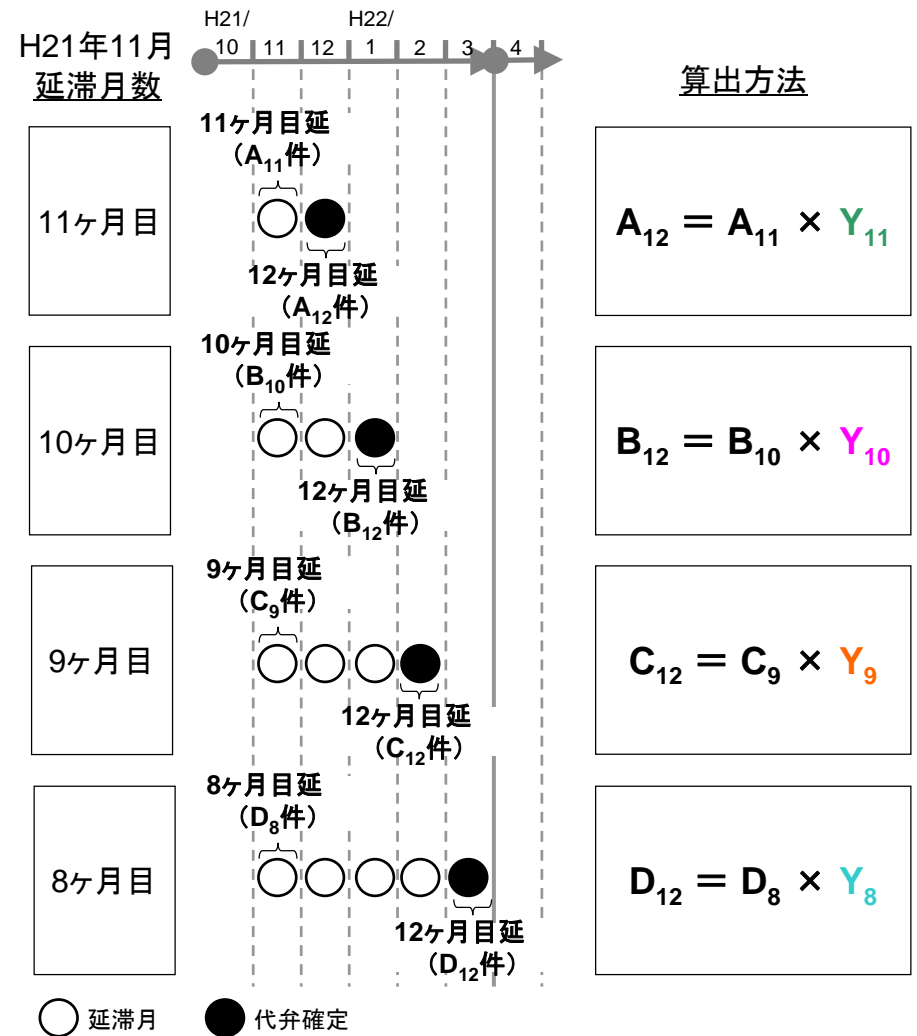 H21/ H22/
10 11 12 1 2 3 4
H21年11月
延滞月数
算出方法
11ヶ月目延
（A₁₁件）
11ヶ月目
12ヶ月目延
（A₁₂件）
A₁₂ ＝ A₁₁ × Y₁₁
10ヶ月目延
（B₁₀件）
10ヶ月目
12ヶ月目延
（B₁₂件）
B₁₂ ＝ B₁₀ × Y₁₀
9ヶ月目延
（C₉件）
9ヶ月目
12ヶ月目延
（C₁₂件）
C₁₂ ＝ C₉ × Y₉
8ヶ月目延
（D₈件）
8ヶ月目
12ヶ月目延
（D₁₂件）
D₁₂ ＝ D₈ × Y₈
延滞月 代弁確定